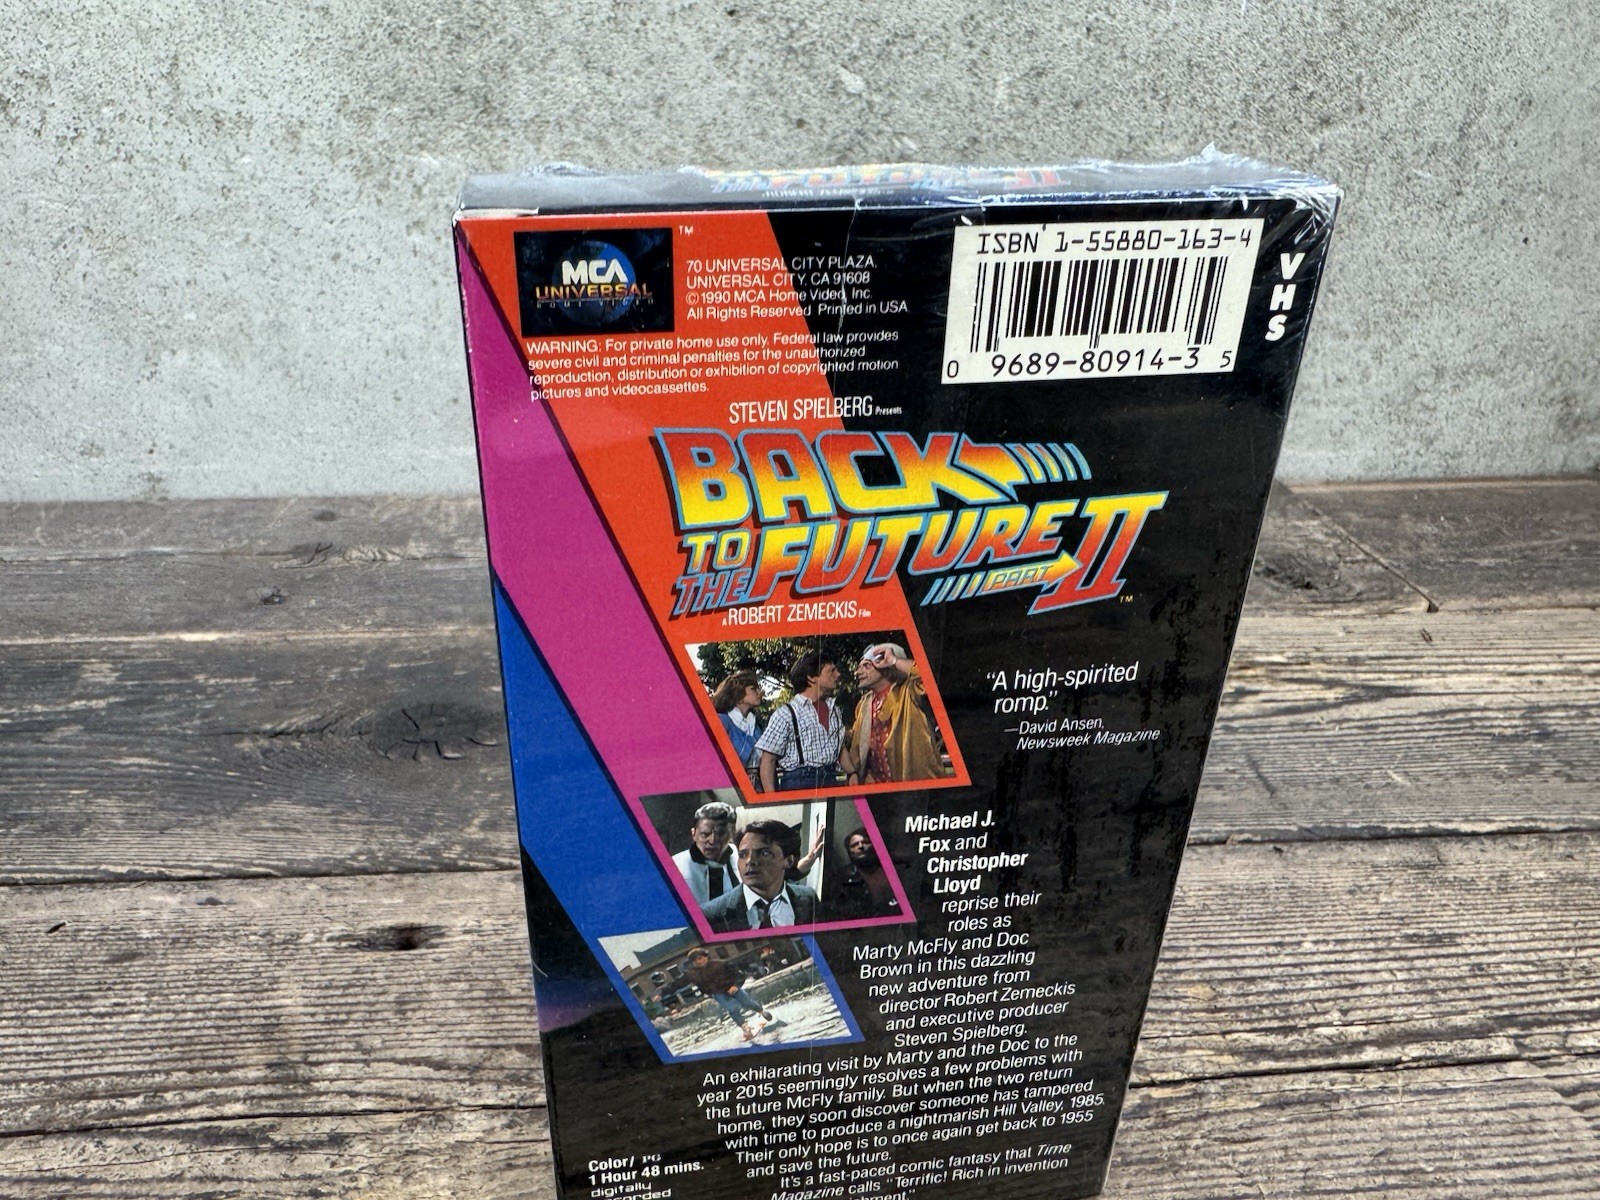 MCA
UNIVERSAL
HOME VIDEO
TM
70 UNIVERSAL CITY PLAZA,
UNIVERSAL CITY, CA 91608
©1990 MCA Home Video, Inc.
All Rights Reserved Printed in USA
WARNING: For private home use only. Federal law provides
severe civil and criminal penalties for the unauthorized
reproduction, distribution or exhibition of copyrighted motion
pictures and videocassettes.
ISBN 1-55880-163-4
0 9689-80914-3 5
VHS
STEVEN SPIELBERG Presents
BACK
TO THE FUTURE
PART II
TM
A ROBERT ZEMECKIS Film
"A high-spirited
romp."
—David Ansen,
Newsweek Magazine
Michael J.
Fox and
Christopher
Lloyd
reprise their
roles as
Marty McFly and Doc
Brown in this dazzling
new adventure from
director Robert Zemeckis
and executive producer
Steven Spielberg.
An exhilarating visit by Marty and the Doc to the
year 2015 seemingly resolves a few problems with
the future McFly family. But when the two return
home, they soon discover someone has tampered
with time to produce a nightmarish Hill Valley, 1985.
Their only hope is to once again get back to 1955
and save the future.
It's a fast-paced comic fantasy that Time
Magazine calls "Terrific! Rich in invention
Color/ PG
1 Hour 48 mins.
digitally